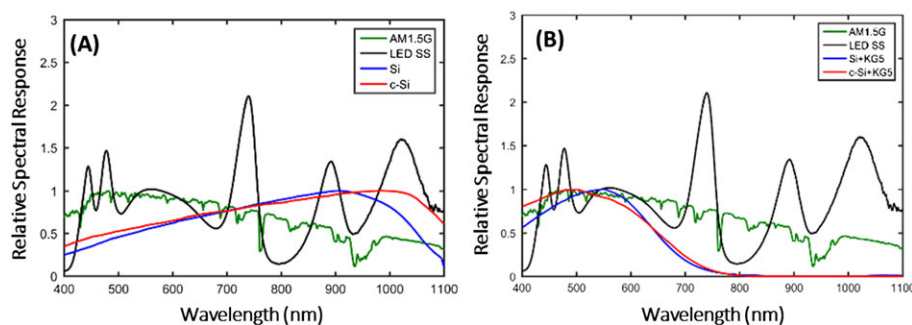 (A)
AM1.5G
LED SS
Si
c-Si
Relative Spectral Response
3
2.5
2
1.5
1
0.5
0
400 500 600 700 800 900 1000 1100
Wavelength (nm)
(B)
AM1.5G
LED SS
Si+KG5
c-Si+KG5
Relative Spectral Response
3
2.5
2
1.5
1
0.5
0
400 500 600 700 800 900 1000 1100
Wavelength (nm)